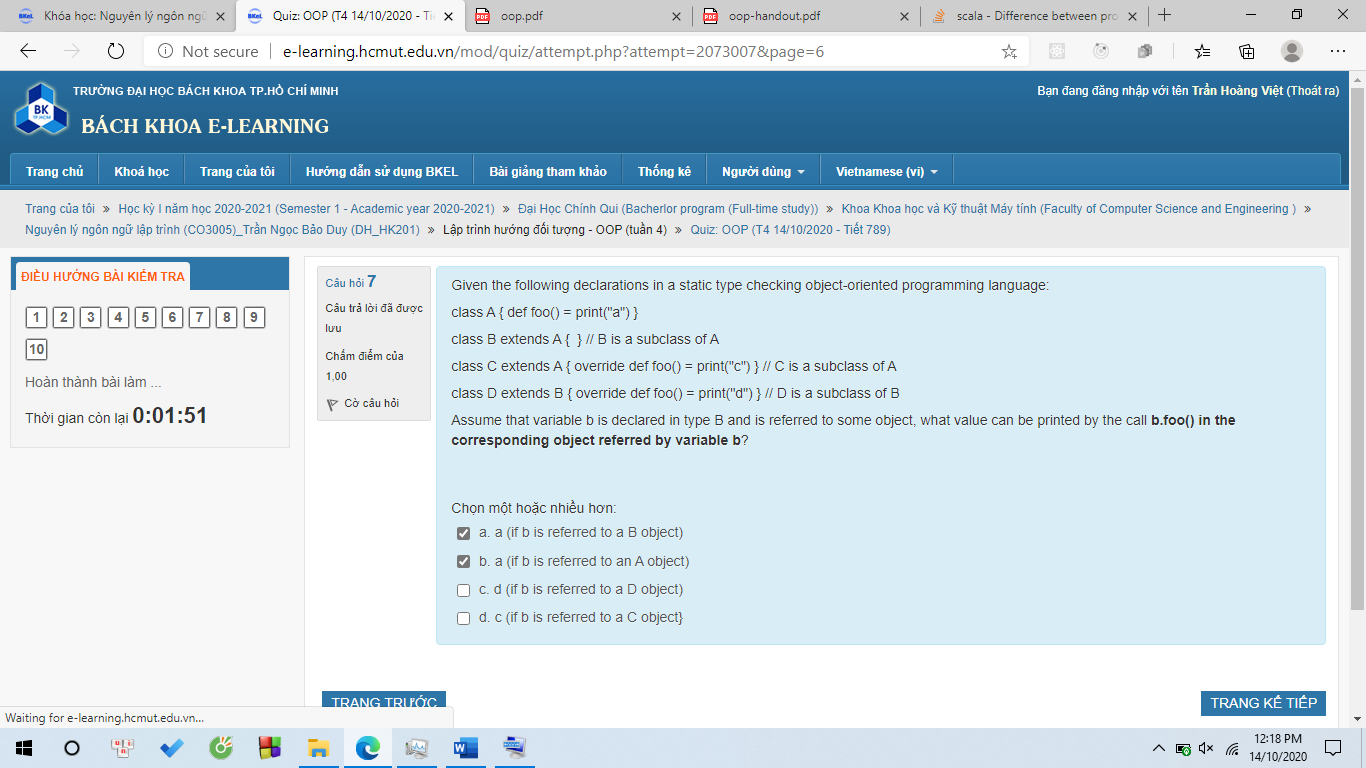 Khóa học: Nguyên lý ngôn ngữ
Quiz: OOP (T4 14/10/2020 - Tiế
oop.pdf
oop-handout.pdf
scala - Difference between pro
Not secure
e-learning.hcmut.edu.vn/mod/quiz/attempt.php?attempt=2073007&page=6
TRƯỜNG ĐẠI HỌC BÁCH KHOA TP.HỒ CHÍ MINH
Bạn đang đăng nhập với tên Trần Hoàng Việt (Thoát ra)
BK
TP.HCM
BÁCH KHOA E-LEARNING
Trang chủ Khoá học Trang của tôi Hướng dẫn sử dụng BKEL Bài giảng tham khảo Thống kê Người dùng Vietnamese (vi)
Trang của tôi » Học kỳ I năm học 2020-2021 (Semester 1 - Academic year 2020-2021) » Đại Học Chính Qui (Bacherlor program (Full-time study)) » Khoa Khoa học và Kỹ thuật Máy tính (Faculty of Computer Science and Engineering ) »
Nguyên lý ngôn ngữ lập trình (CO3005)_Trần Ngọc Bảo Duy (DH_HK201) » Lập trình hướng đối tượng - OOP (tuần 4) » Quiz: OOP (T4 14/10/2020 - Tiết 789)
ĐIỀU HƯỚNG BÀI KIỂM TRA
1 2 3 4 5 6 7 8 9
10
Hoàn thành bài làm ...
Thời gian còn lại 0:01:51
Câu hỏi 7
Câu trả lời đã được
lưu
Chấm điểm của
1,00
Cờ câu hỏi
Given the following declarations in a static type checking object-oriented programming language:
class A { def foo() = print("a") }
class B extends A { } // B is a subclass of A
class C extends A { override def foo() = print("c") } // C is a subclass of A
class D extends B { override def foo() = print("d") } // D is a subclass of B
Assume that variable b is declared in type B and is referred to some object, what value can be printed by the call b.foo() in the
corresponding object referred by variable b?
Chọn một hoặc nhiều hơn:
a. a (if b is referred to a B object)
b. a (if b is referred to an A object)
c. d (if b is referred to a D object)
d. c (if b is referred to a C object}
TRANG TRƯỚC
TRANG KẾ TIẾP
Waiting for e-learning.hcmut.edu.vn...
12:18 PM
14/10/2020